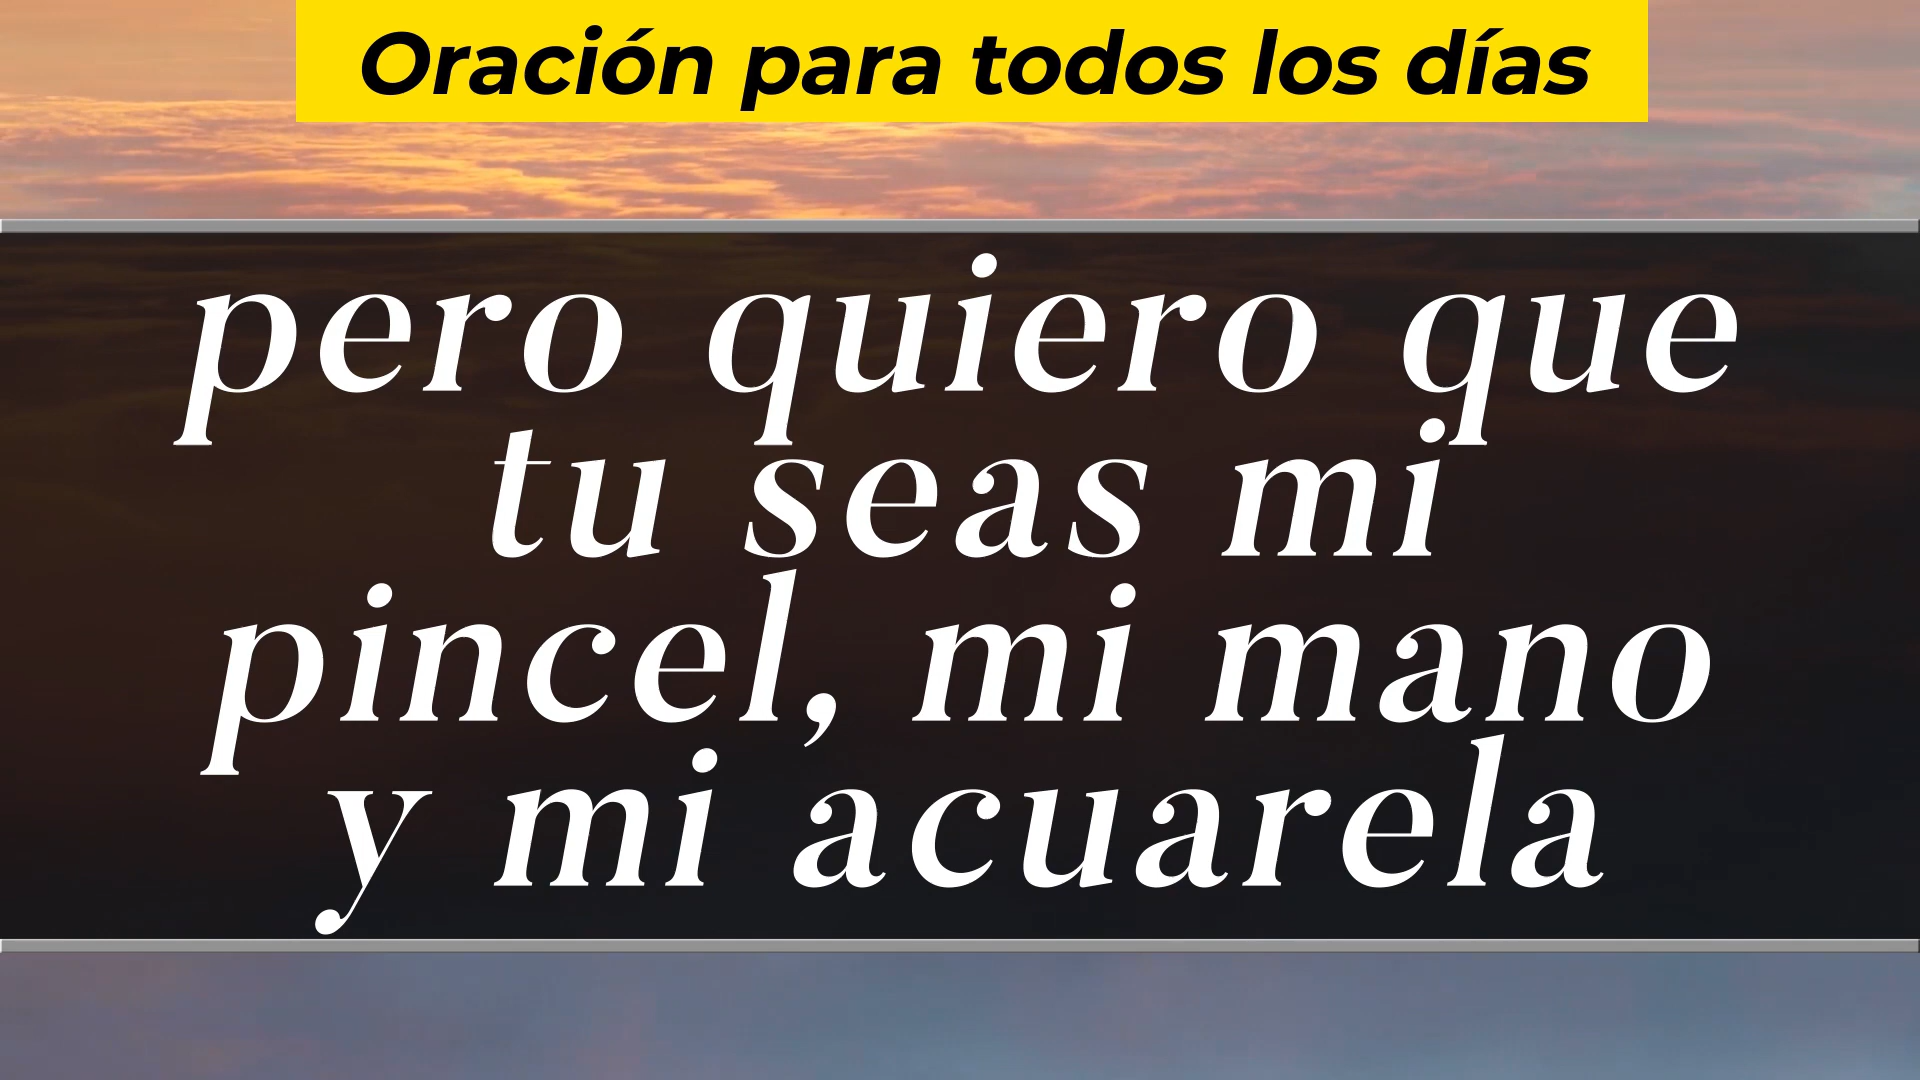 Oración para todos los días
pero quiero que
tu seas mi
pincel, mi mano
y mi acuarela